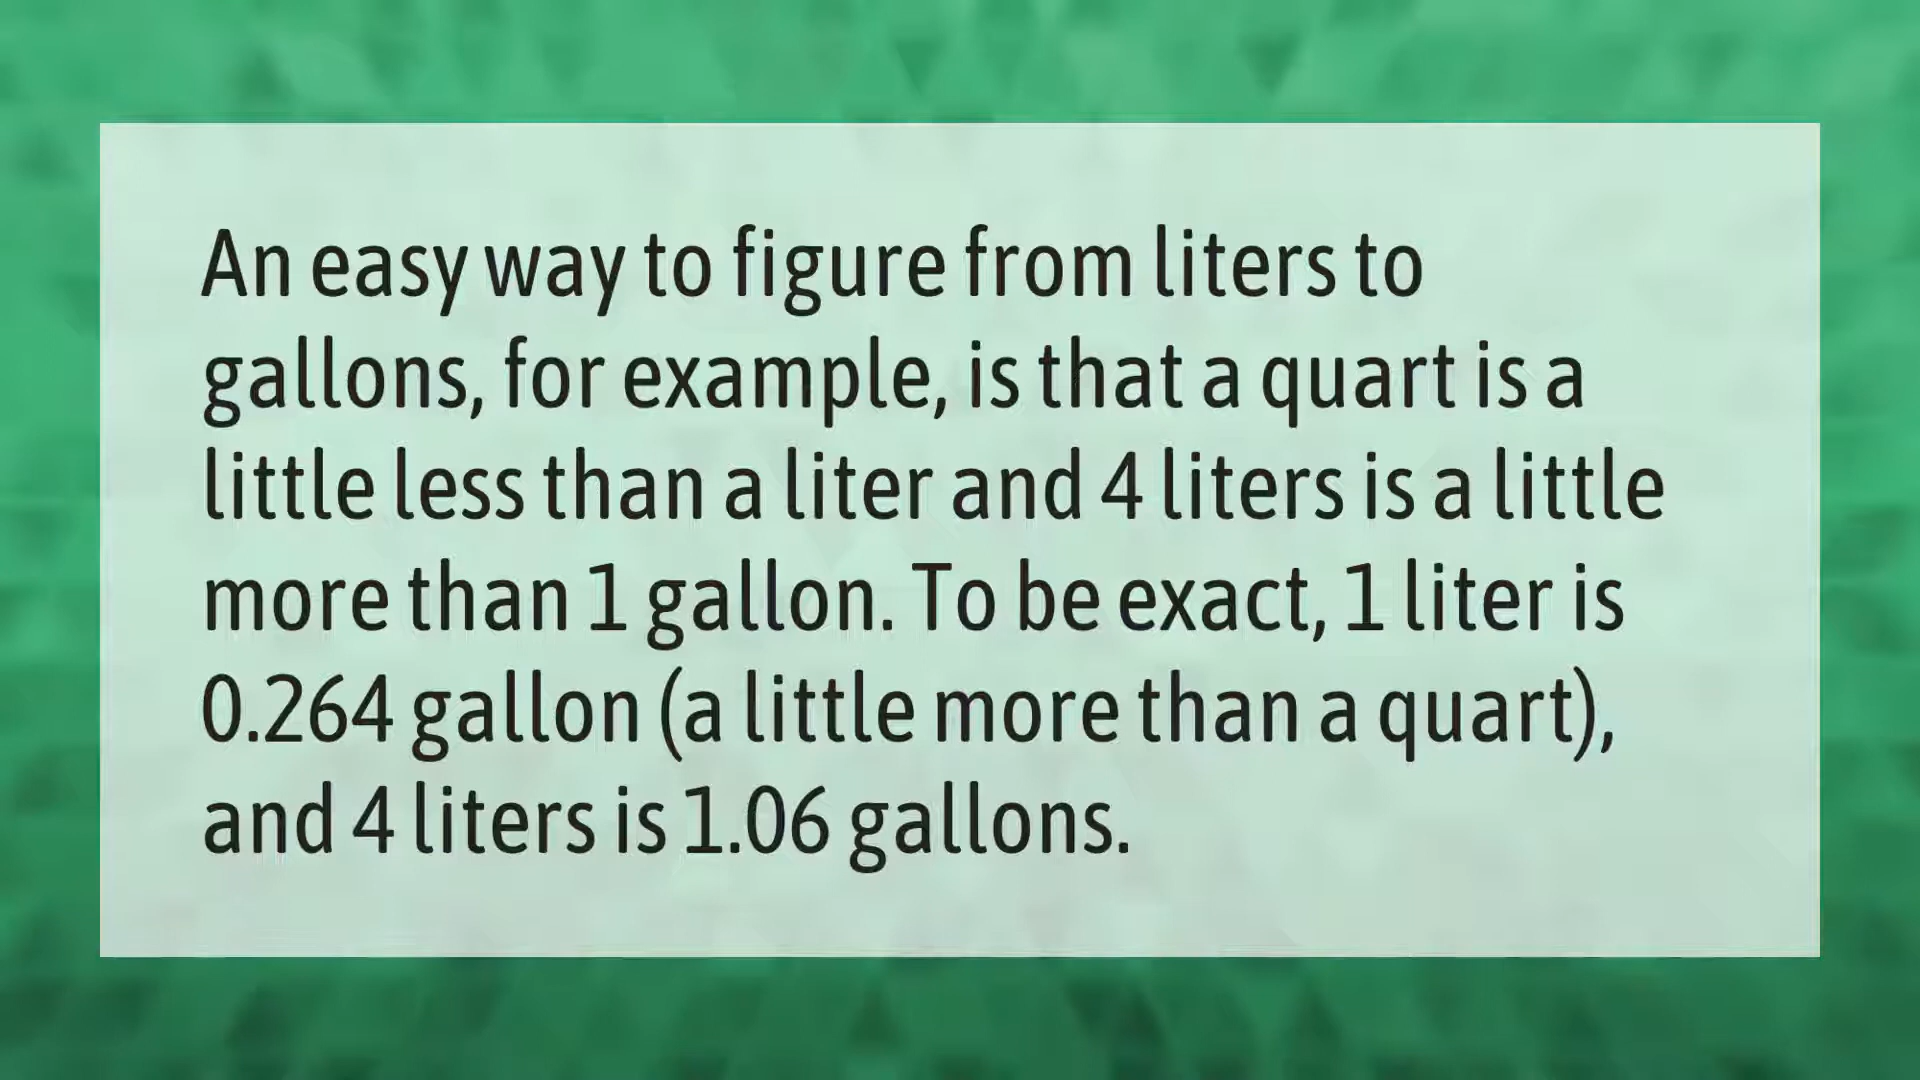 An easy way to figure from liters to
gallons, for example, is that a quart is a
little less than a liter and 4 liters is a little
more than 1 gallon. To be exact, 1 liter is
0.264 gallon (a little more than a quart),
and 4 liters is 1.06 gallons.